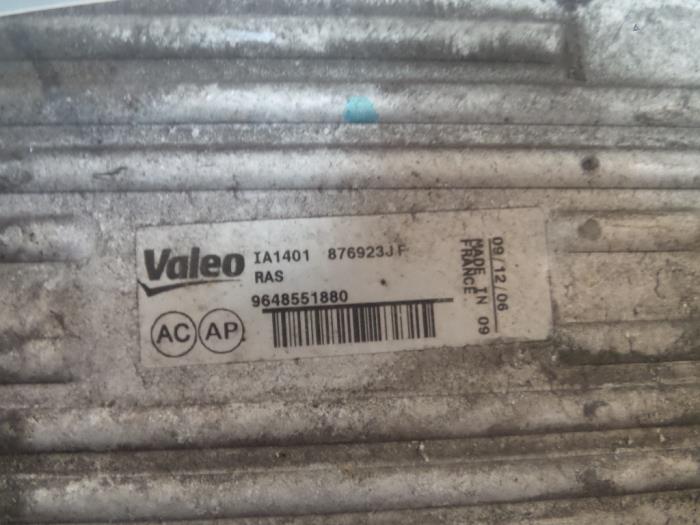 Valeo
IA1401 876923J F
RAS
9648551880
AC AP
09/12/06
MADE IN 09
FRANCE